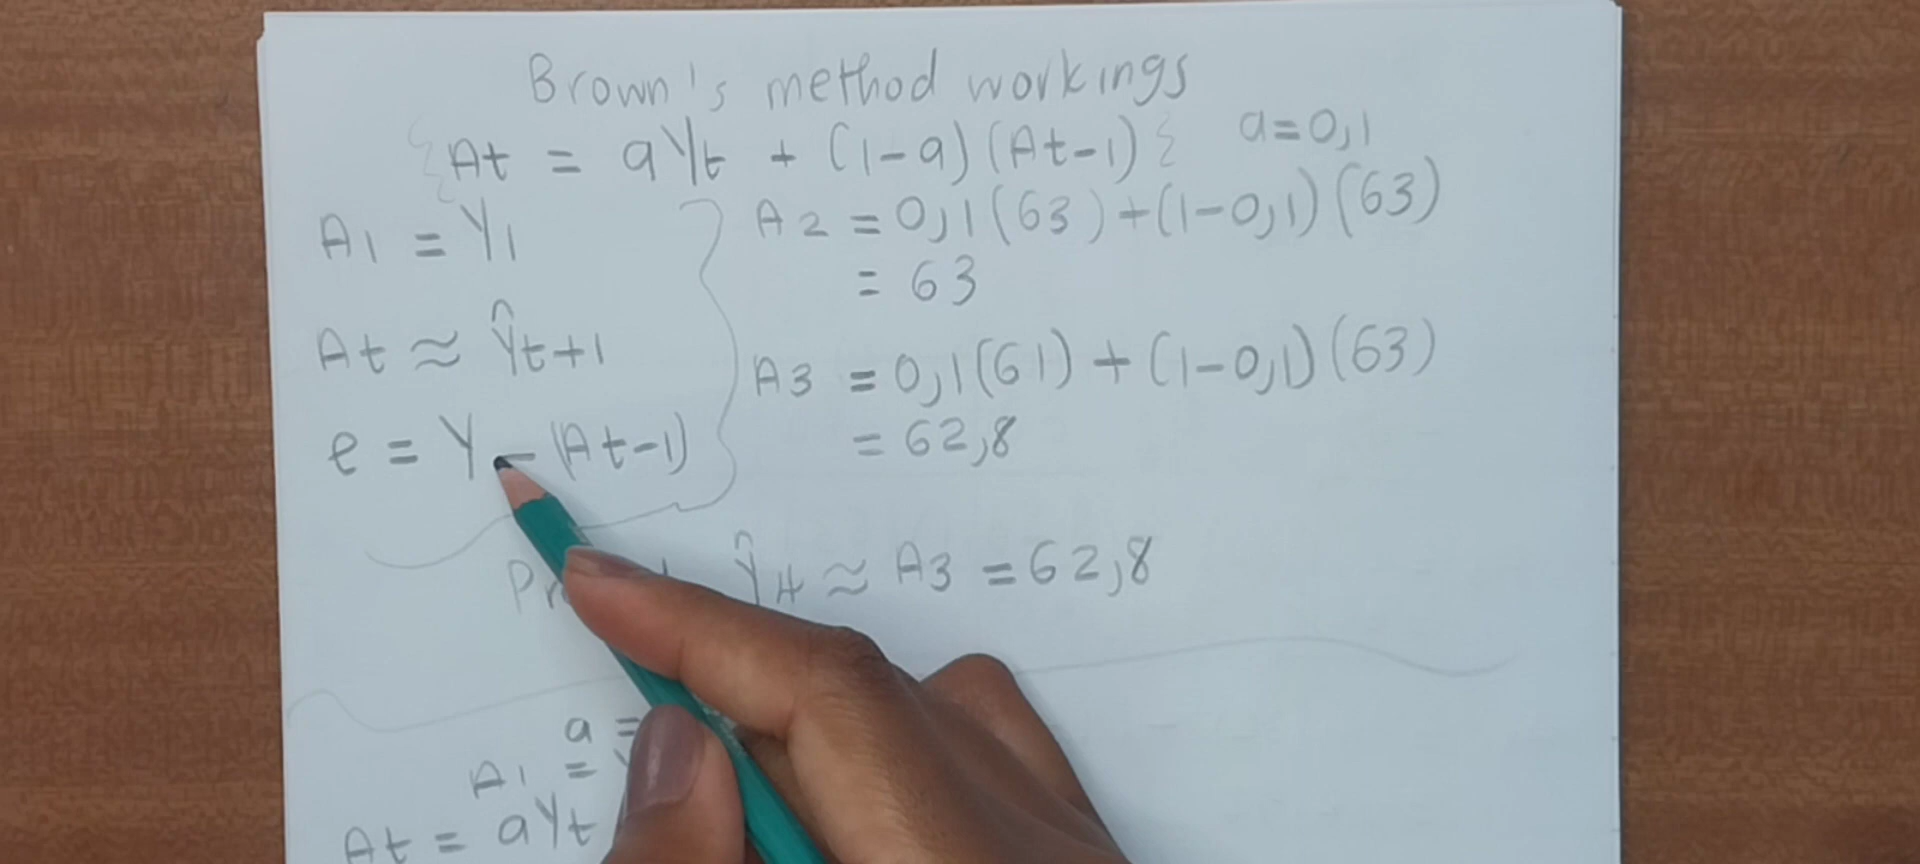 Brown's method workings
At = aYt + (1-a)(At-1) a=0,1
A1 = Y1
At ≈ Ŷt+1
e = Y - (At-1)
A2 = 0,1(63)+(1-0,1)(63)
= 63
A3 = 0,1(61) + (1-0,1)(63)
= 62,8
Ŷ4 ≈ A3 = 62,8
a =
A1 =
At = aYt